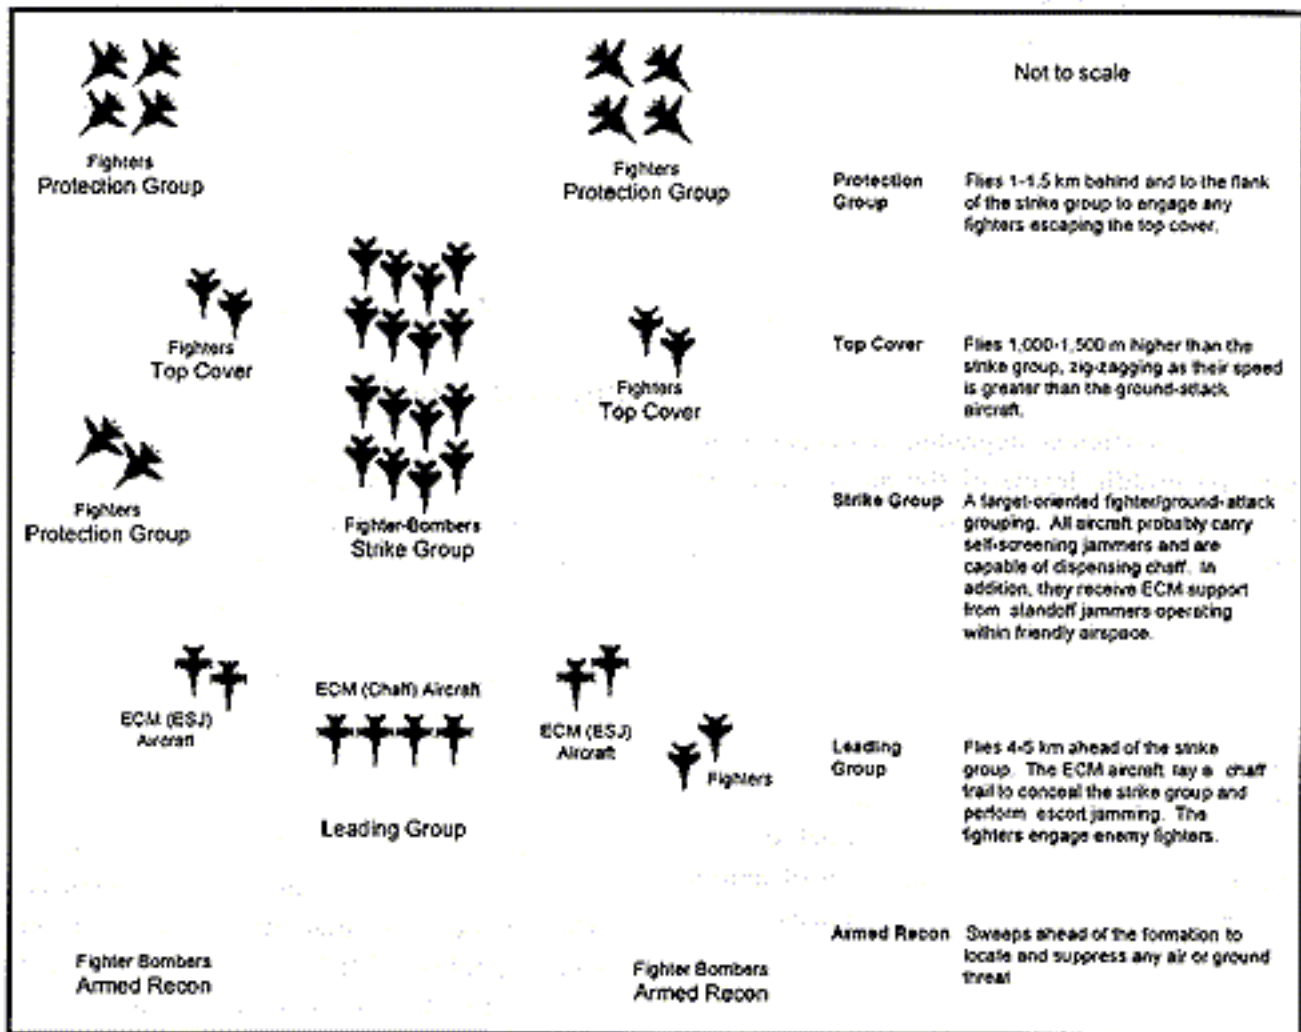 Not to scale
Fighters
Protection Group
Fighters
Protection Group
Fighters
Top Cover
Fighters
Top Cover
Fighters
Protection Group
Fighter-Bombers
Strike Group
ECM (ESJ)
Aircraft
ECM (Chaff) Aircraft
ECM (ESJ)
Aircraft
Fighters
Leading Group
Fighter Bombers
Armed Recon
Fighter Bombers
Armed Recon
Protection
Group
Flies 1-1.5 km behind and to the flank
of the strike group to engage any
fighters escaping the top cover.
Top Cover
Flies 1,000-1,500 m higher than the
strike group, zig-zagging as their speed
is greater than the ground-attack
aircraft.
Strike Group
A target-oriented fighter/ground-attack
grouping. All aircraft probably carry
self-screening jammers and are
capable of dispensing chaff. In
addition, they receive ECM support
from standoff jammers operating
within friendly airspace.
Leading
Group
Flies 4-5 km ahead of the strike
group. The ECM aircraft lay a chaff
trail to conceal the strike group and
perform escort jamming. The
fighters engage enemy fighters.
Armed Recon
Sweeps ahead of the formation to
locate and suppress any air or ground
threat